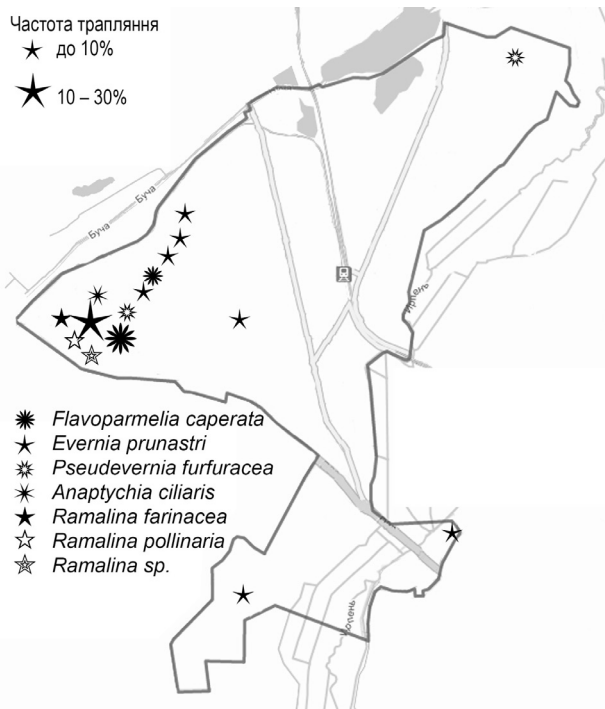 Частота трапляння
до 10%
10 – 30%
Буча
Буча
Ирпень
Flavoparmelia caperata
Evernia prunastri
Pseudevernia furfuracea
Anaptychia ciliaris
Ramalina farinacea
Ramalina pollinaria
Ramalina sp.